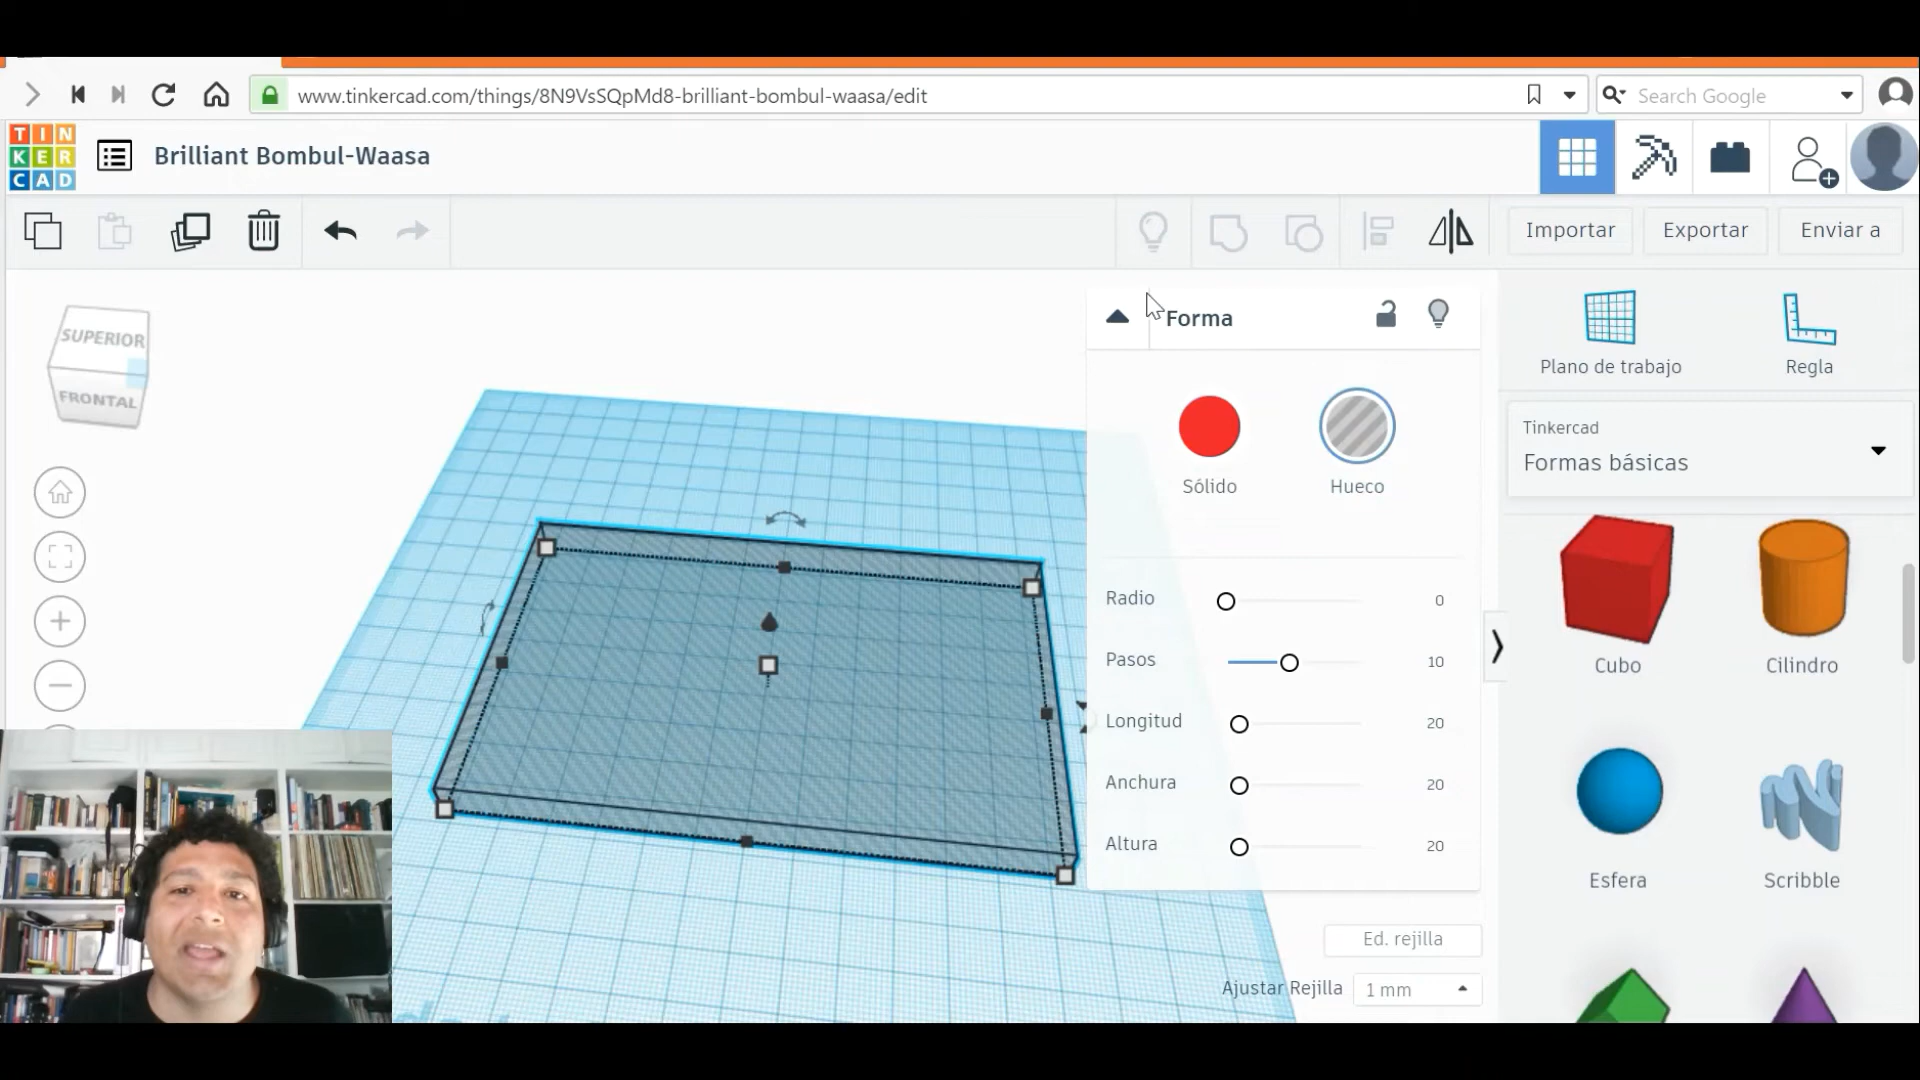 www.tinkercad.com/things/8N9VsSQpMd8-brilliant-bombul-waasa/edit
Search Google
TIN
KER
CAD
Brilliant Bombul-Waasa
Importar
Exportar
Enviar a
SUPERIOR
FRONTAL
Forma
Sólido
Hueco
Radio
0
Pasos
10
Longitud
20
Anchura
20
Altura
20
Ed. rejilla
Ajustar Rejilla
1 mm
Plano de trabajo
Regla
Tinkercad
Formas básicas
Cubo
Cilindro
Esfera
Scribble